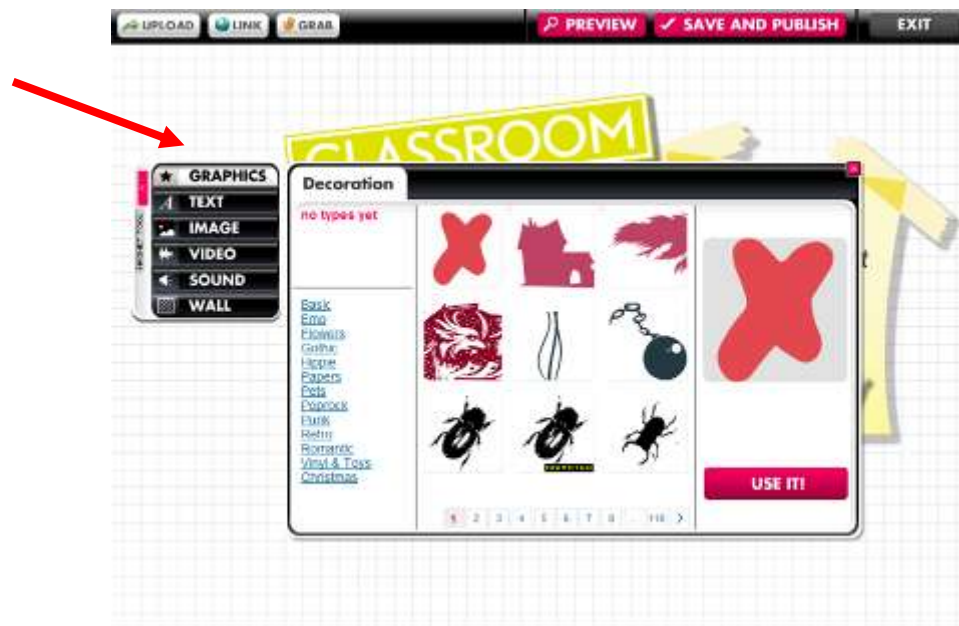 UPLOAD LINK GRAB PREVIEW SAVE AND PUBLISH EXIT
CLASSROOM
GRAPHICS
TEXT
IMAGE
VIDEO
SOUND
WALL
Decoration
no types yet
Basic
Emo
Flowers
Gothic
Hippie
Papers
Pets
Poprock
Punk
Retro
Romantic
Vinyl & Toys
Christmas
USE IT!
1 2 3 4 5 6 7 8 ...